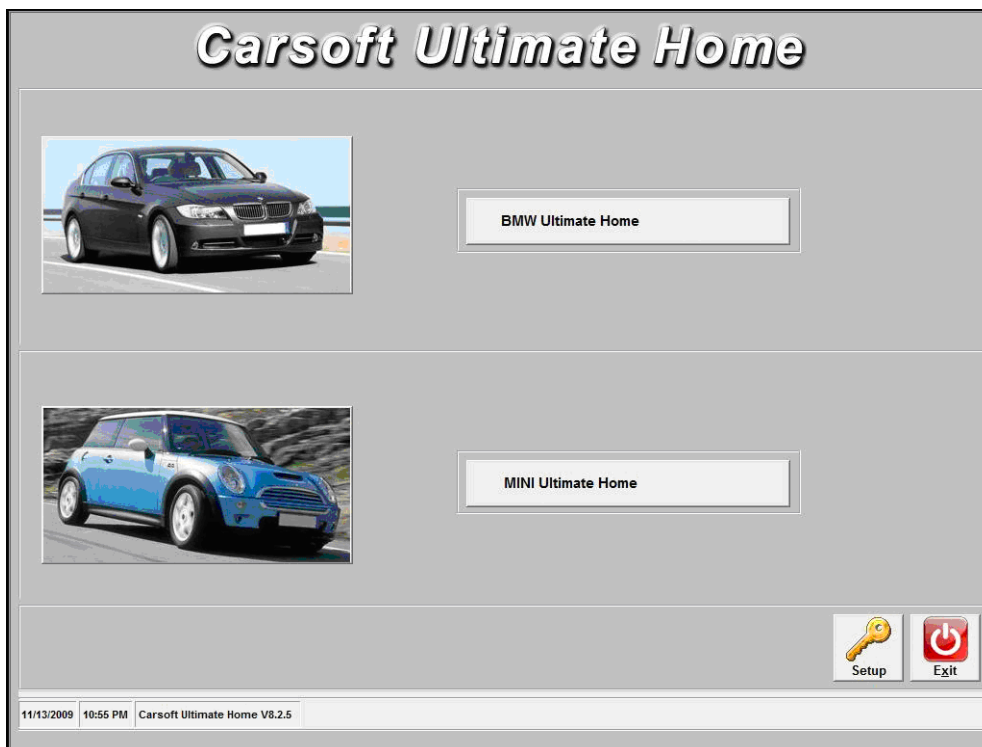 Carsoft Ultimate Home
BMW Ultimate Home
MINI Ultimate Home
Setup
Exit
11/13/2009 10:55 PM Carsoft Ultimate Home V8.2.5